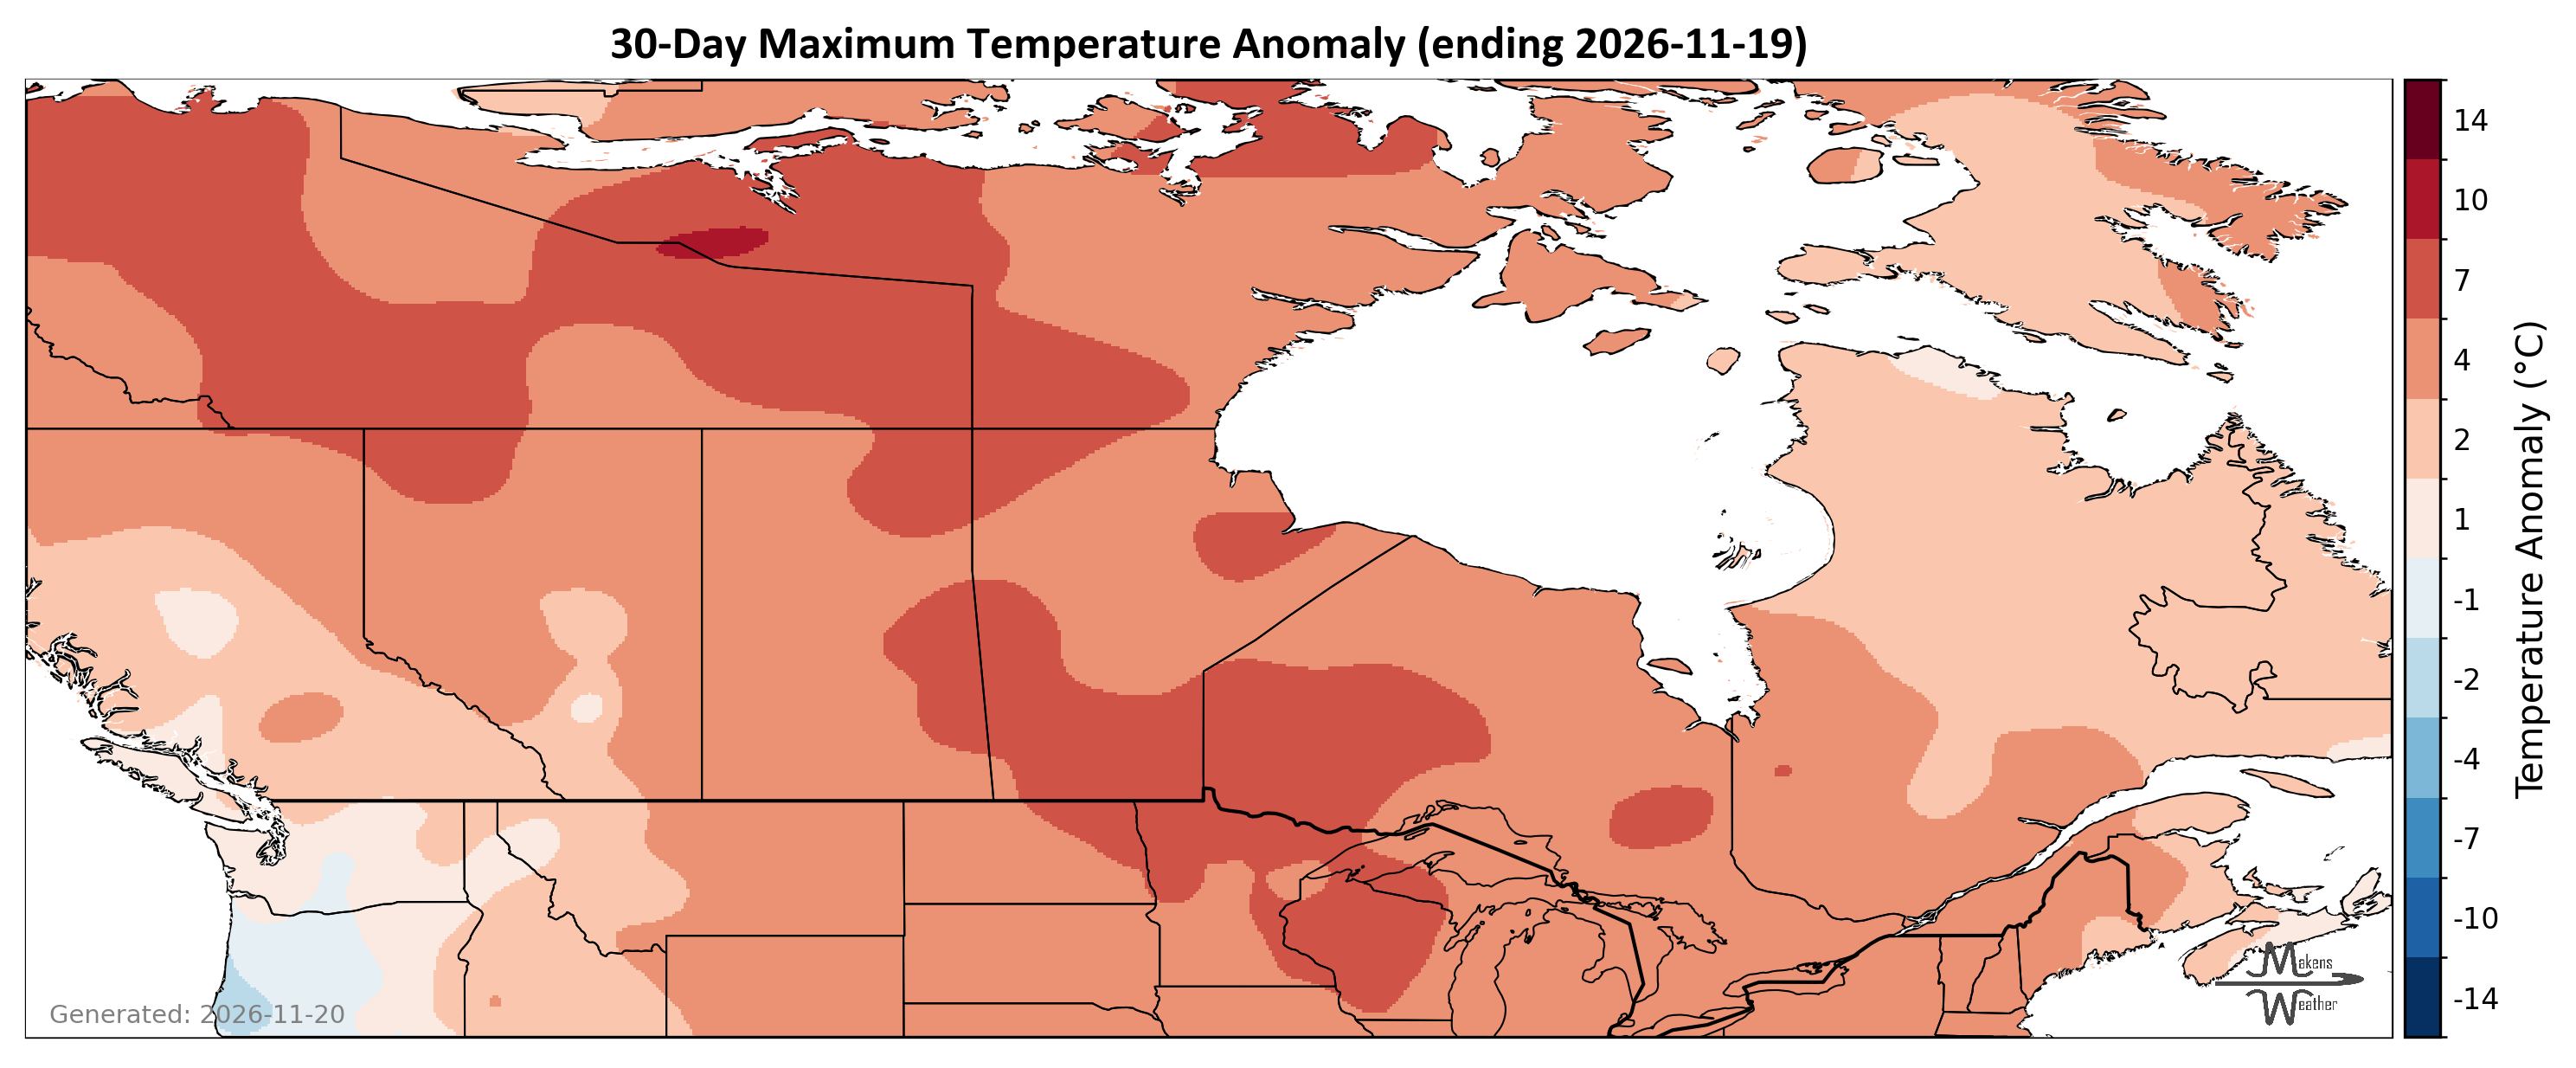 30-Day Maximum Temperature Anomaly (ending 2026-11-19)
14
10
7
4
2
1
-1
-2
-4
-7
-10
-14
Temperature Anomaly (°C)
Generated: 2026-11-20
Makens
Weather